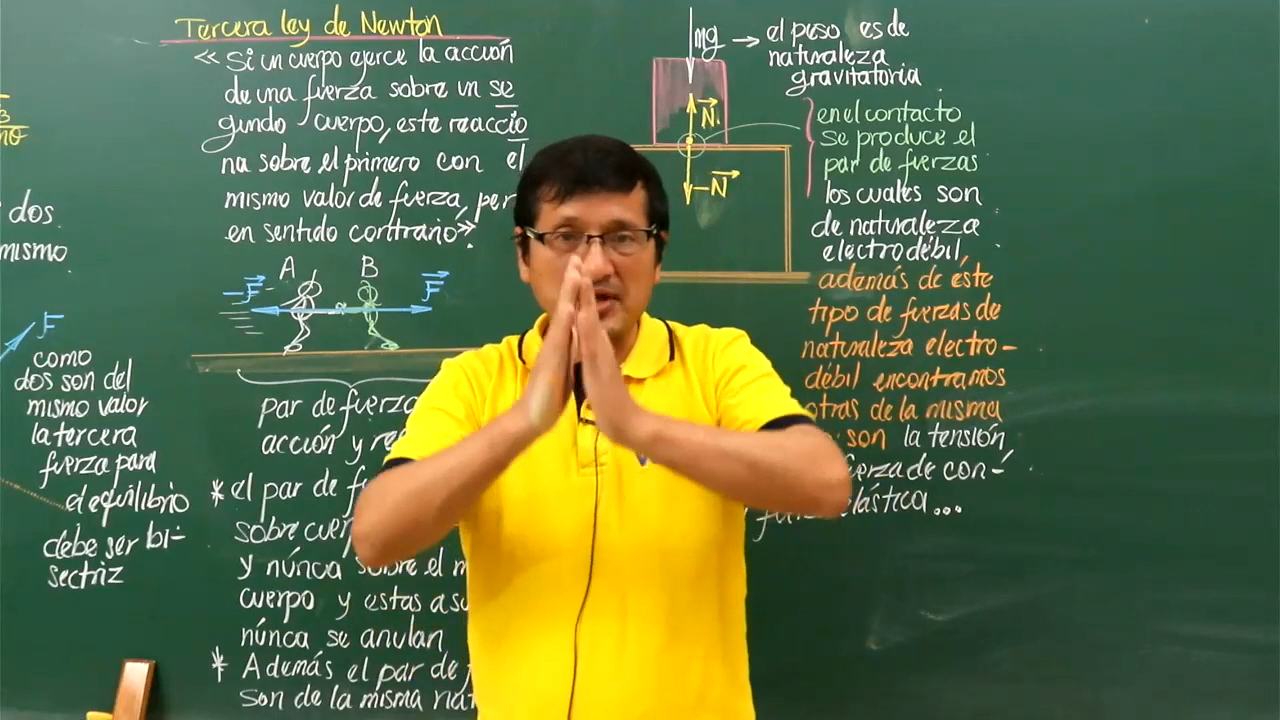 Tercera ley de Newton
«Si un cuerpo ejerce la acción
de una fuerza sobre un se
gundo cuerpo, este reaccio
na sobre el primero con el
mismo valor de fuerza, per
en sentido contrario».
A B
-F F
par de fuerza
acción y re
* el par de f
sobre cuer
y núnca sobre el m
cuerpo y estas as
núnca se anulan
* Además el par de f
son de la misma nat
dos
mismo
F
como
dos son del
mismo valor
la tercera
fuerza para
el equilibrio
debe ser bi-
sectriz
mg → el peso es de
naturaleza
gravitatoria
N
-N
en el contacto
se produce el
par de fuerzas
los cuales son
de naturaleza
electrodébil,
además de éste
tipo de fuerzas de
naturaleza electro-
débil encontramos
otras de la misma
son la tensión,
erza de con-
elástica...